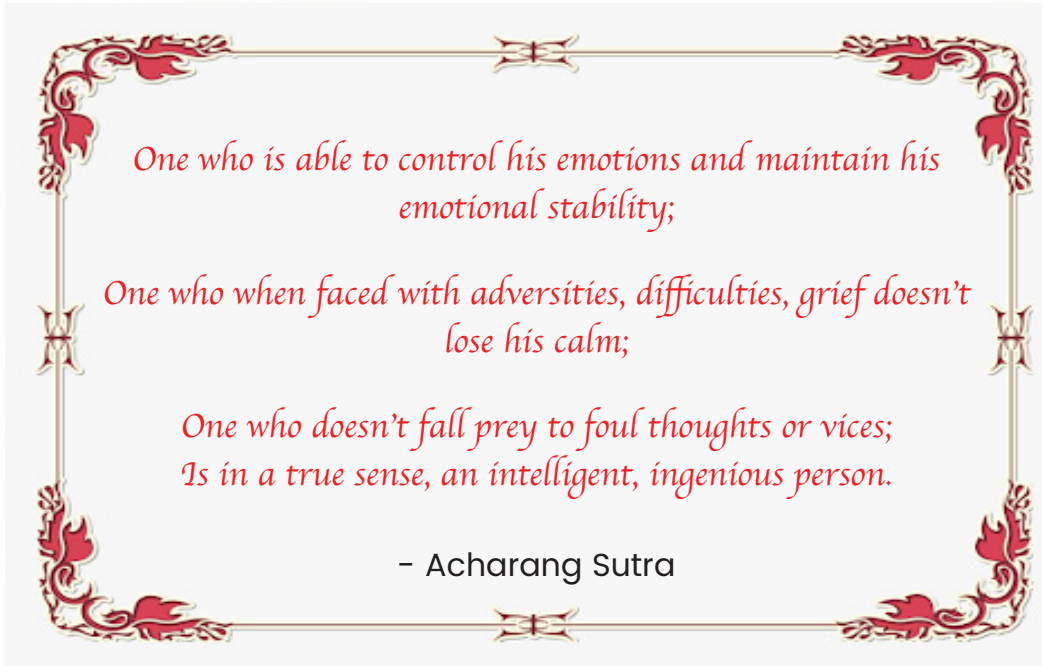 One who is able to control his emotions and maintain his
emotional stability;
One who when faced with adversities, difficulties, grief doesn't
lose his calm;
One who doesn't fall prey to foul thoughts or vices;
Is in a true sense, an intelligent, ingenious person.
- Acharang Sutra